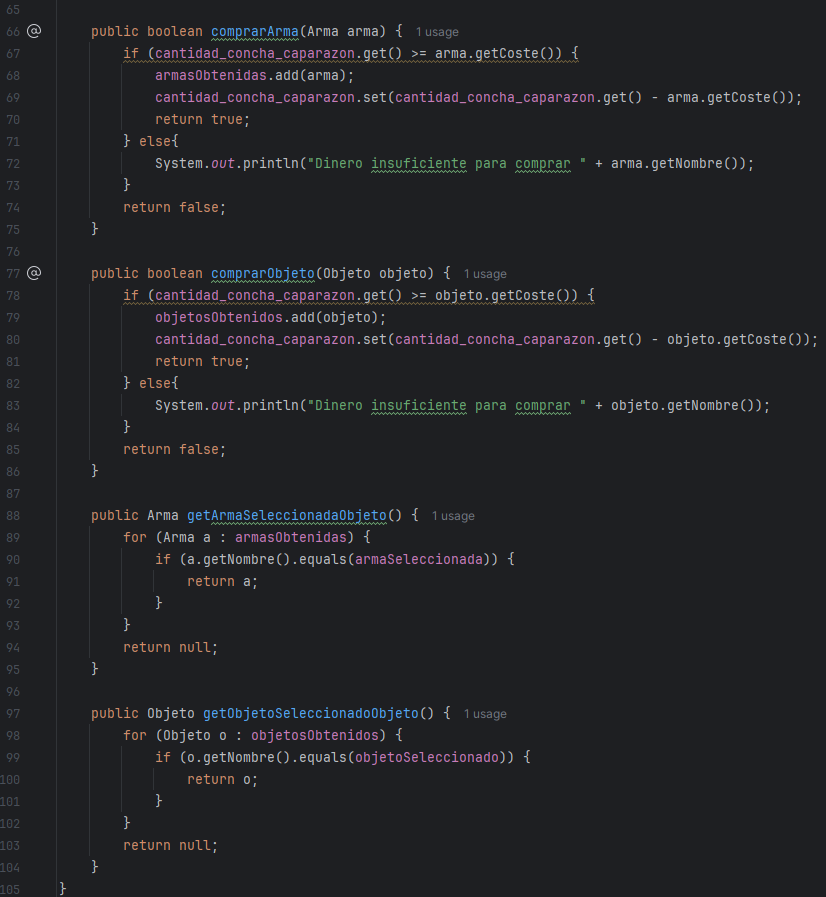 65
66 @ public boolean comprarArma(Arma arma) { 1 usage
67 if (cantidad_concha_caparazon.get() >= arma.getCoste()) {
68 armasObtenidas.add(arma);
69 cantidad_concha_caparazon.set(cantidad_concha_caparazon.get() - arma.getCoste());
70 return true;
71 } else{
72 System.out.println("Dinero insuficiente para comprar " + arma.getNombre());
73 }
74 return false;
75 }
76
77 @ public boolean comprarObjeto(Objeto objeto) { 1 usage
78 if (cantidad_concha_caparazon.get() >= objeto.getCoste()) {
79 objetosObtenidos.add(objeto);
80 cantidad_concha_caparazon.set(cantidad_concha_caparazon.get() - objeto.getCoste());
81 return true;
82 } else{
83 System.out.println("Dinero insuficiente para comprar " + objeto.getNombre());
84 }
85 return false;
86 }
87
88 public Arma getArmaSeleccionadaObjeto() { 1 usage
89 for (Arma a : armasObtenidas) {
90 if (a.getNombre().equals(armaSeleccionada)) {
91 return a;
92 }
93 }
94 return null;
95 }
96
97 public Objeto getObjetoSeleccionadoObjeto() { 1 usage
98 for (Objeto o : objetosObtenidos) {
99 if (o.getNombre().equals(objetoSeleccionado)) {
100 return o;
101 }
102 }
103 return null;
104 }
105 }